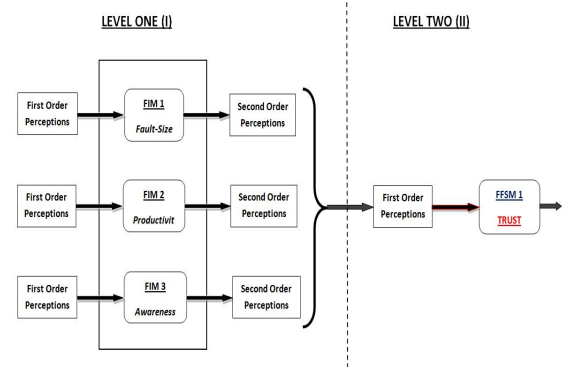 LEVEL ONE (I)
LEVEL TWO (II)
First Order
Perceptions
FIM 1
Fault-Size
Second Order
Perceptions
First Order
Perceptions
FIM 2
Productivit
Second Order
Perceptions
First Order
Perceptions
FFSM 1
TRUST
First Order
Perceptions
FIM 3
Awareness
Second Order
Perceptions